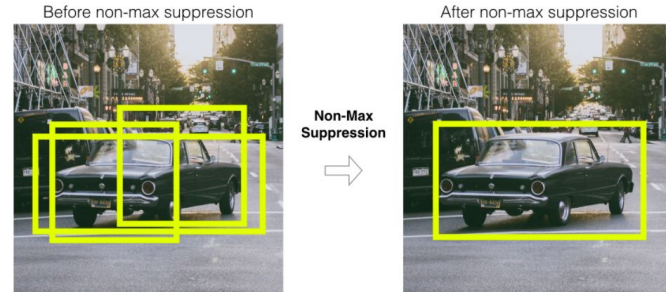 Before non-max suppression
After non-max suppression
Non-Max
Suppression